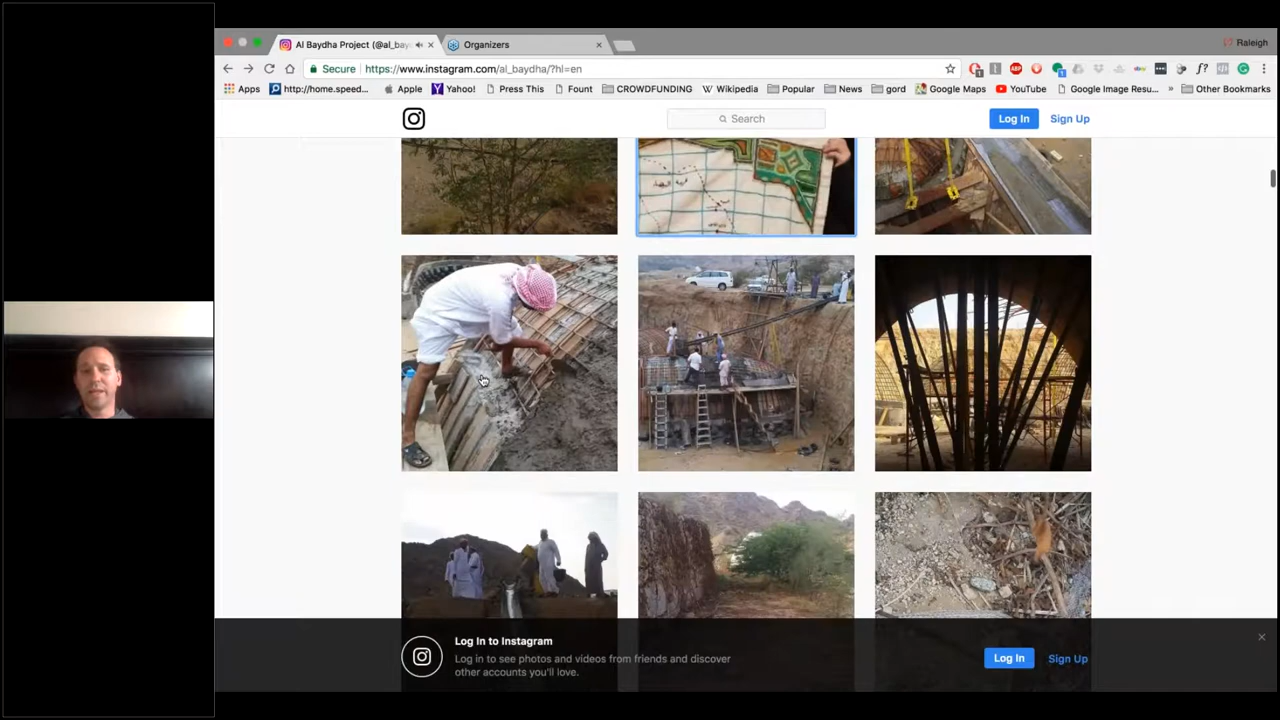 Al Baydha Project (@al_bay
Organizers
Raleigh
Secure
https://www.instagram.com/al_baydha/?hl=en
Apps
http://home.speed...
Apple
Yahoo!
Press This
Fount
CROWDFUNDING
Wikipedia
Popular
News
gord
Google Maps
YouTube
Google Image Resu...
»
Other Bookmarks
Search
Log In
Sign Up
Log In to Instagram
Log in to see photos and videos from friends and discover
other accounts you'll love.
Log In
Sign Up